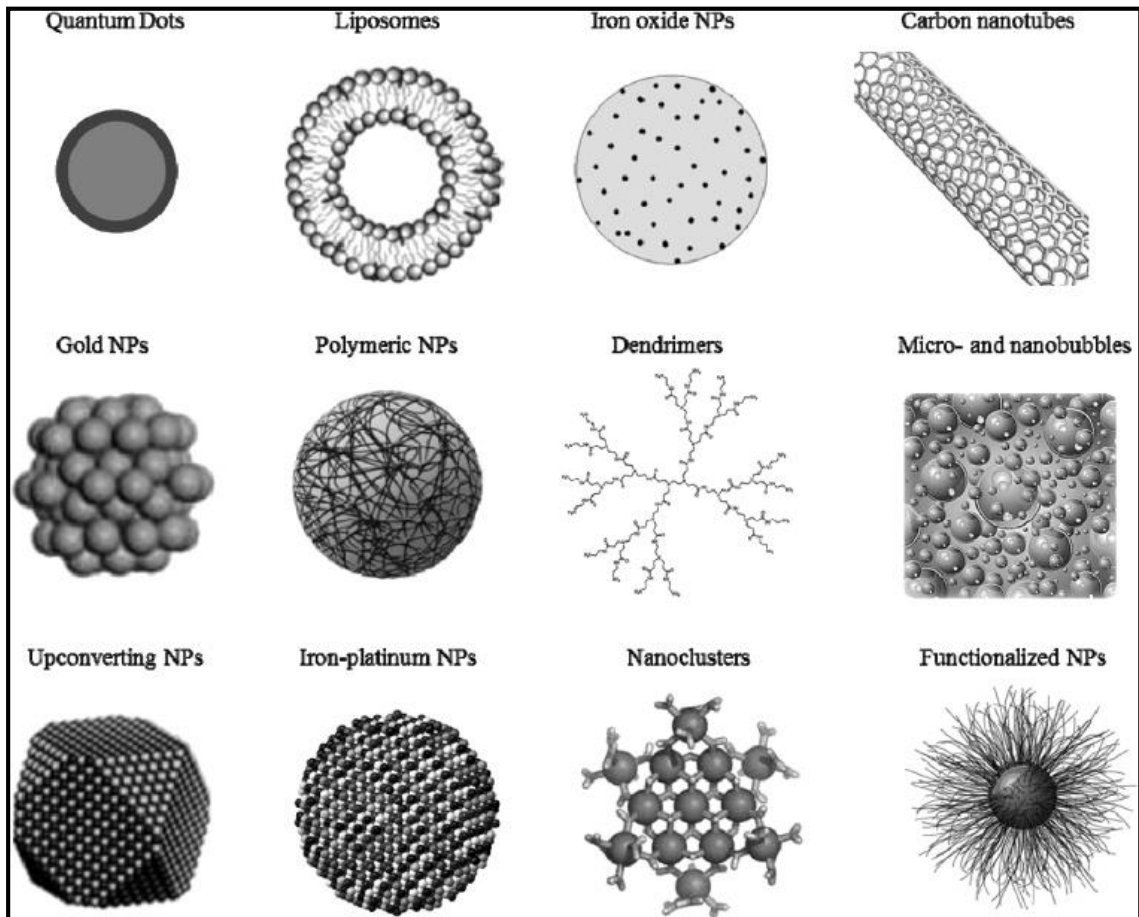 Quantum Dots
Liposomes
Iron oxide NPs
Carbon nanotubes
Gold NPs
Polymeric NPs
Dendrimers
Micro- and nanobubbles
Upconverting NPs
Iron-platinum NPs
Nanoclusters
Functionalized NPs